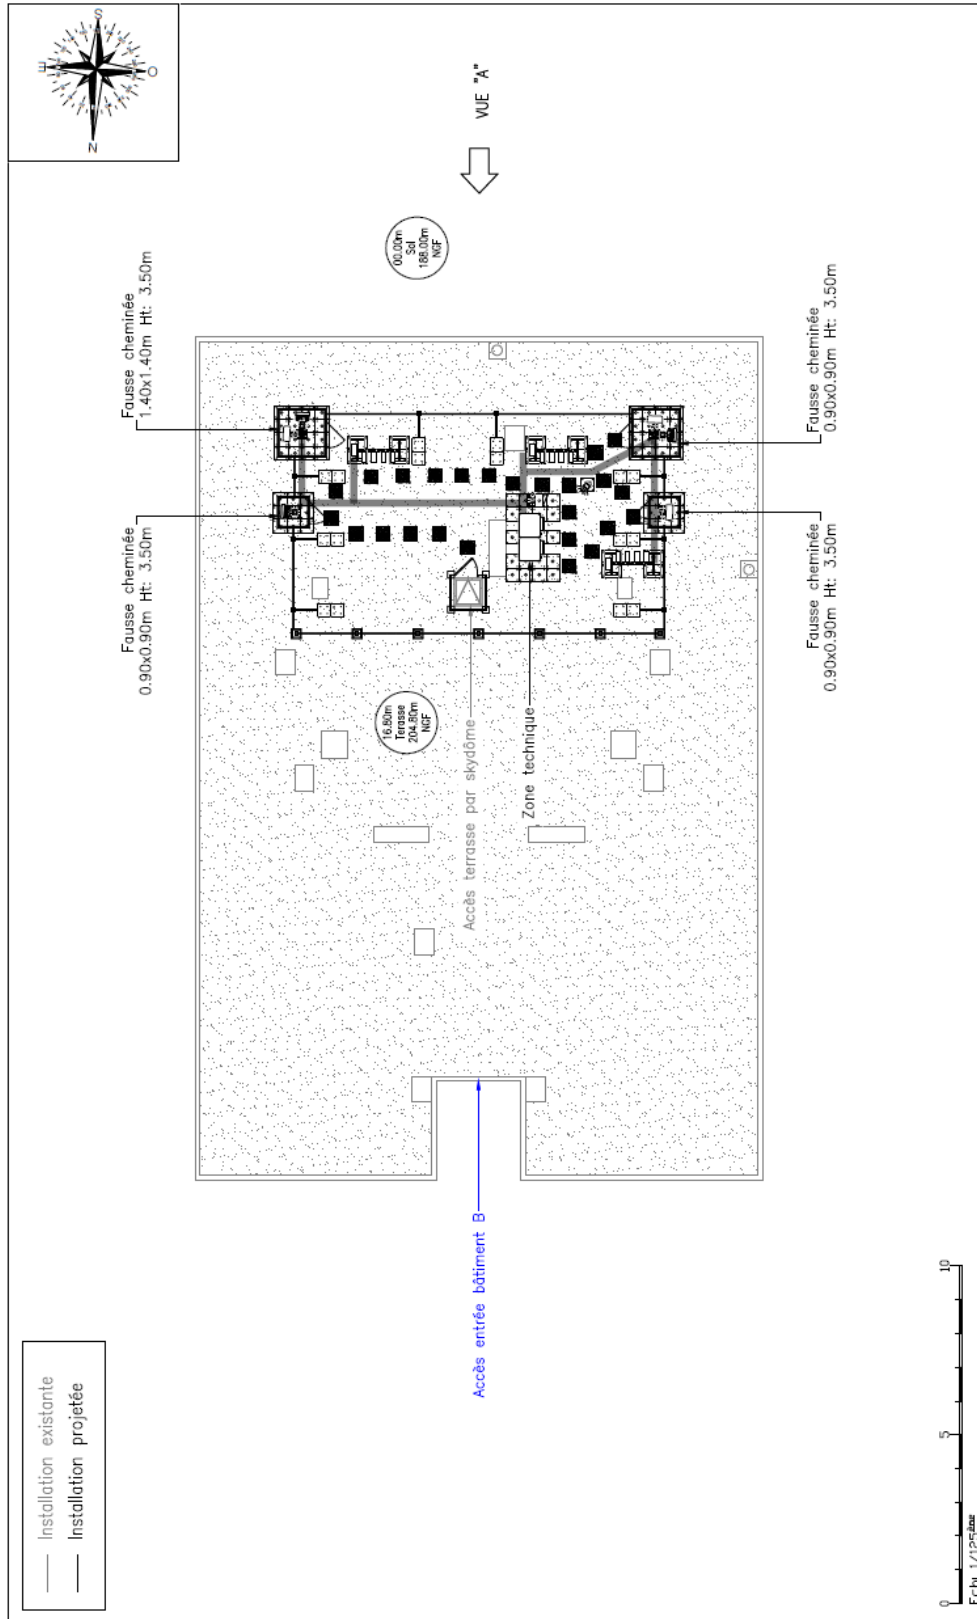 S
E
O
N
VUE "A"
00.00m
Sol
188.00m
NGF
Fausse cheminée
1.40x1.40m Ht: 3.50m
Fausse cheminée
0.90x0.90m Ht: 3.50m
Fausse cheminée
0.90x0.90m Ht: 3.50m
Fausse cheminée
0.90x0.90m Ht: 3.50m
16.80m
Terasse
204.80m
NGF
Accès terrasse par skydôme
Zone technique
Accès entrée bâtiment B
Installation existante
Installation projetée
0 5 10
Ech: 1/125ème